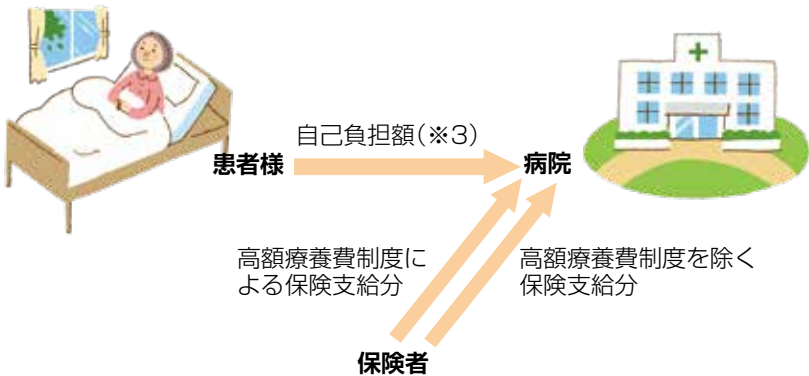 自己負担額(※3)
患者様
病院
高額療養費制度に
よる保険支給分
高額療養費制度を除く
保険支給分
保険者